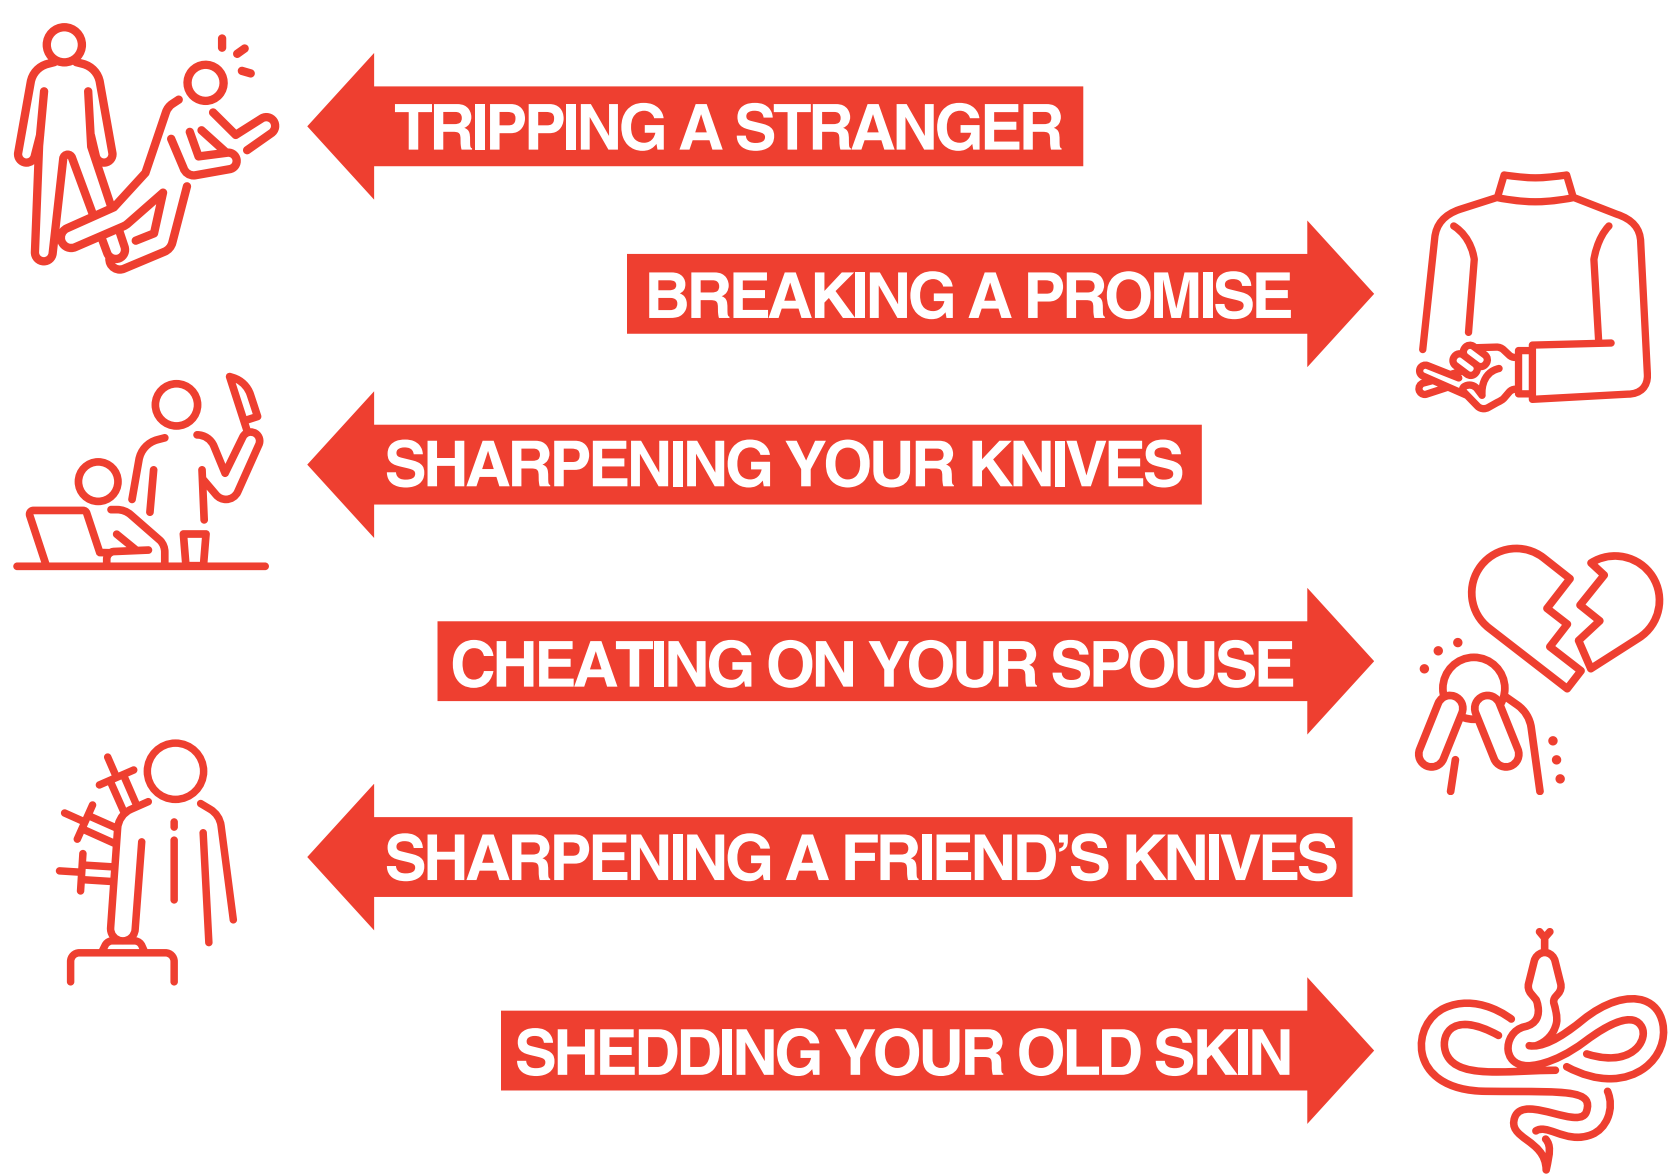 TRIPPING A STRANGER
BREAKING A PROMISE
SHARPENING YOUR KNIVES
CHEATING ON YOUR SPOUSE
SHARPENING A FRIEND’S KNIVES
SHEDDING YOUR OLD SKIN